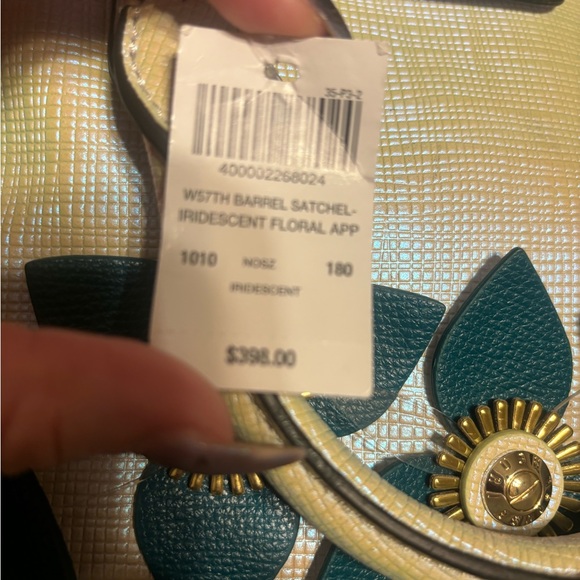 35-P3-2
400002268024
W57TH BARREL SATCHEL-
IRIDESCENT FLORAL APP
1010 NOSZ 180
IRIDESCENT
$398.00